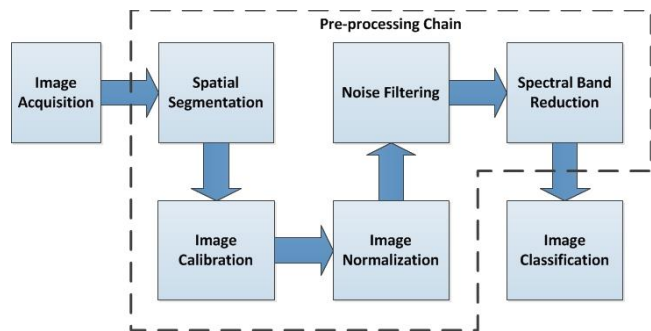 Pre-processing Chain
Image
Acquisition
Spatial
Segmentation
Noise Filtering
Spectral Band
Reduction
Image
Calibration
Image
Normalization
Image
Classification